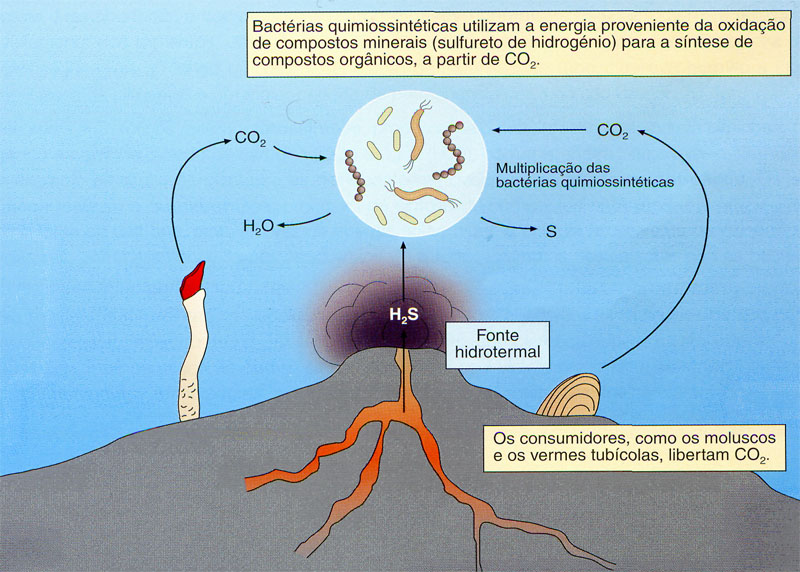 Bactérias quimiossintéticas utilizam a energia proveniente da oxidação
de compostos minerais (sulfureto de hidrogénio) para a síntese de
compostos orgânicos, a partir de CO₂.
CO₂
CO₂
Multiplicação das
bactérias quimiossintéticas
H₂O
S
H₂S
Fonte
hidrotermal
Os consumidores, como os moluscos
e os vermes tubícolas, libertam CO₂.